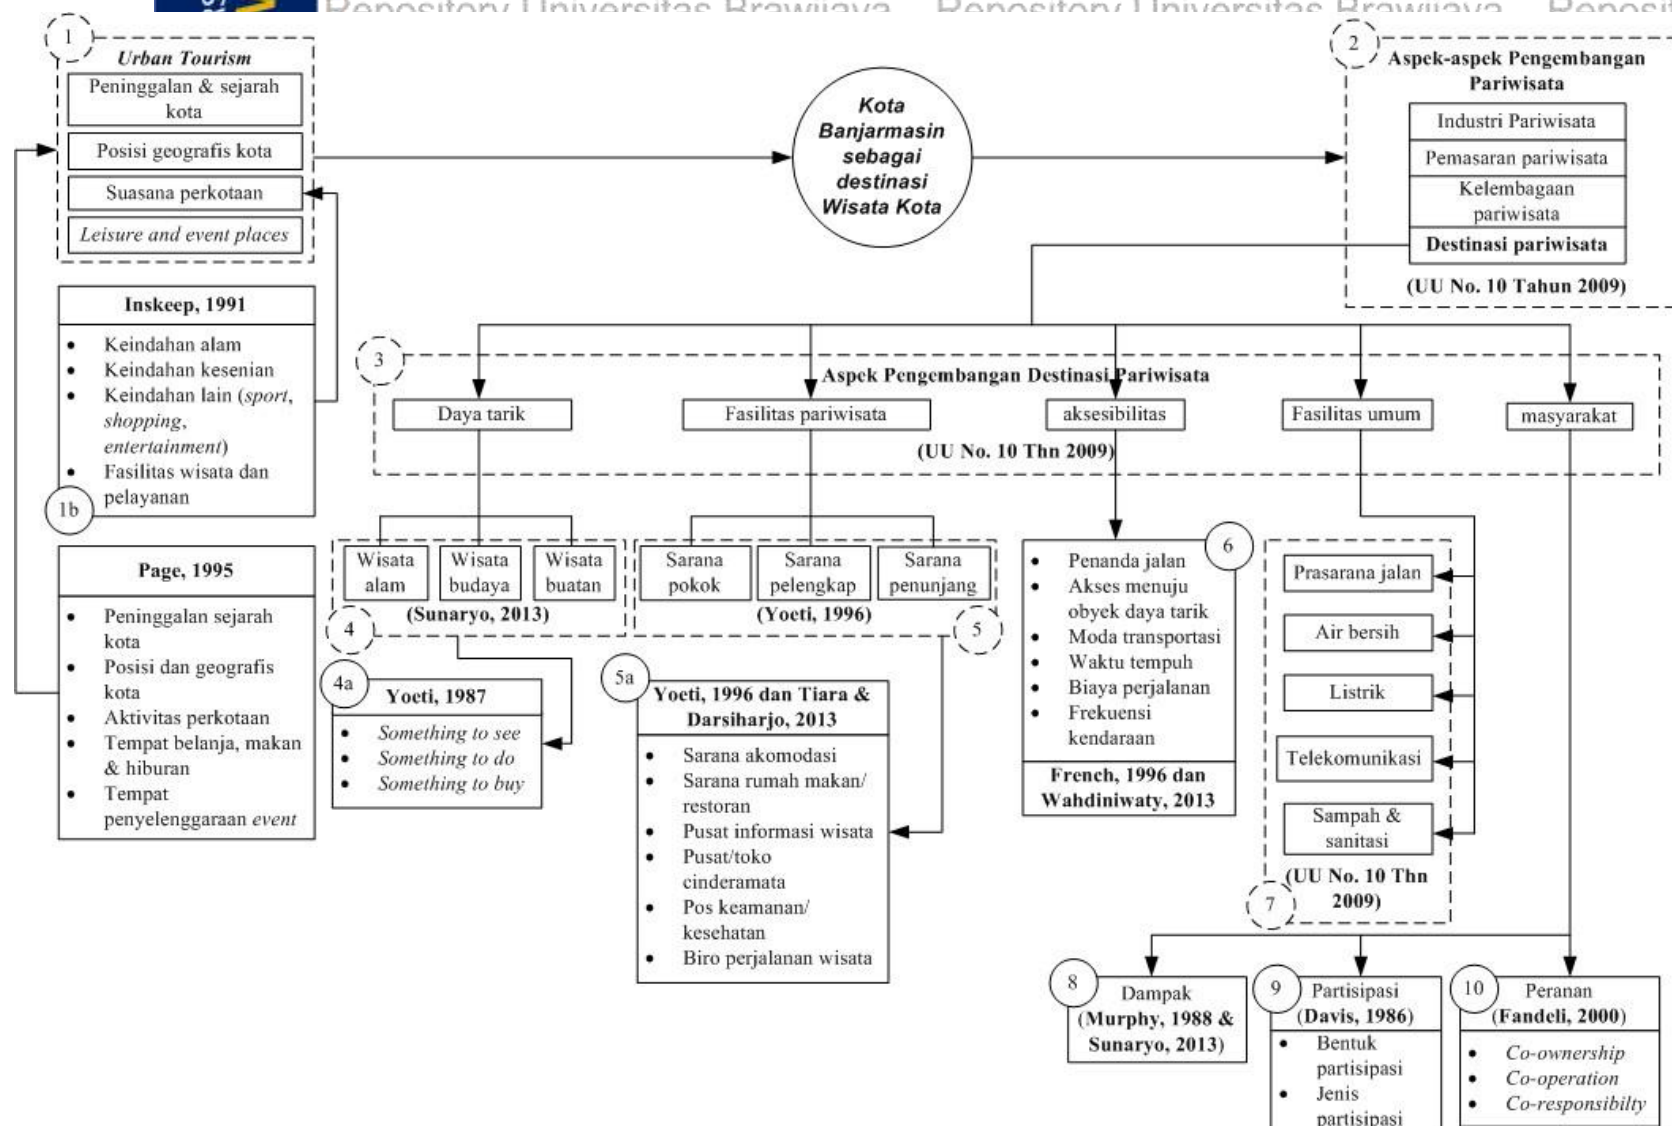 Repository Universitas Brawijaya
Repository Universitas Brawijaya
1
Urban Tourism
Peninggalan & sejarah
kota
Posisi geografis kota
Suasana perkotaan
Leisure and event places
Kota
Banjarmasin
sebagai
destinasi
Wisata Kota
2
Aspek-aspek Pengembangan
Pariwisata
Industri Pariwisata
Pemasaran pariwisata
Kelembagaan
pariwisata
Destinasi pariwisata
(UU No. 10 Tahun 2009)
Inskeep, 1991
• Keindahan alam
• Keindahan kesenian
• Keindahan lain (sport,
shopping,
entertainment)
• Fasilitas wisata dan
pelayanan
1b
Page, 1995
• Peninggalan sejarah
kota
• Posisi dan geografis
kota
• Aktivitas perkotaan
• Tempat belanja, makan
& hiburan
• Tempat
penyelenggaraan event
3
Aspek Pengembangan Destinasi Pariwisata
Daya tarik
Fasilitas pariwisata
aksesibilitas
Fasilitas umum
masyarakat
(UU No. 10 Thn 2009)
Wisata
alam
Wisata
budaya
Wisata
buatan
(Sunaryo, 2013)
4
4a
Yoeti, 1987
• Something to see
• Something to do
• Something to buy
Sarana
pokok
Sarana
pelengkap
Sarana
penunjang
(Yoeti, 1996)
5
5a
Yoeti, 1996 dan Tiara &
Darsiharjo, 2013
• Sarana akomodasi
• Sarana rumah makan/
restoran
• Pusat informasi wisata
• Pusat/toko
cinderamata
• Pos keamanan/
kesehatan
• Biro perjalanan wisata
6
• Penanda jalan
• Akses menuju
obyek daya tarik
• Moda transportasi
• Waktu tempuh
• Biaya perjalanan
• Frekuensi
kendaraan
French, 1996 dan
Wahdiniwaty, 2013
Prasarana jalan
Air bersih
Listrik
Telekomunikasi
Sampah &
sanitasi
(UU No. 10 Thn
2009)
7
8
Dampak
(Murphy, 1988 &
Sunaryo, 2013)
9
Partisipasi
(Davis, 1986)
• Bentuk
partisipasi
• Jenis
partisipasi
10
Peranan
(Fandeli, 2000)
• Co-ownership
• Co-operation
• Co-responsibilty